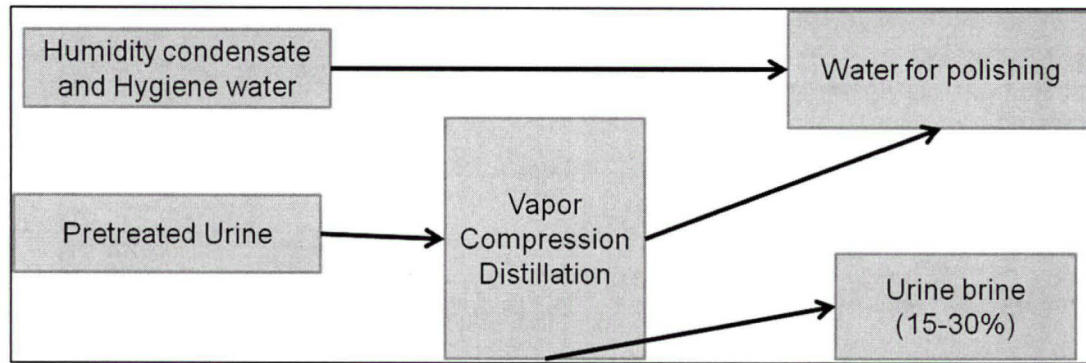 Humidity condensate
and Hygiene water
Water for polishing
Pretreated Urine
Vapor
Compression
Distillation
Urine brine
(15-30%)